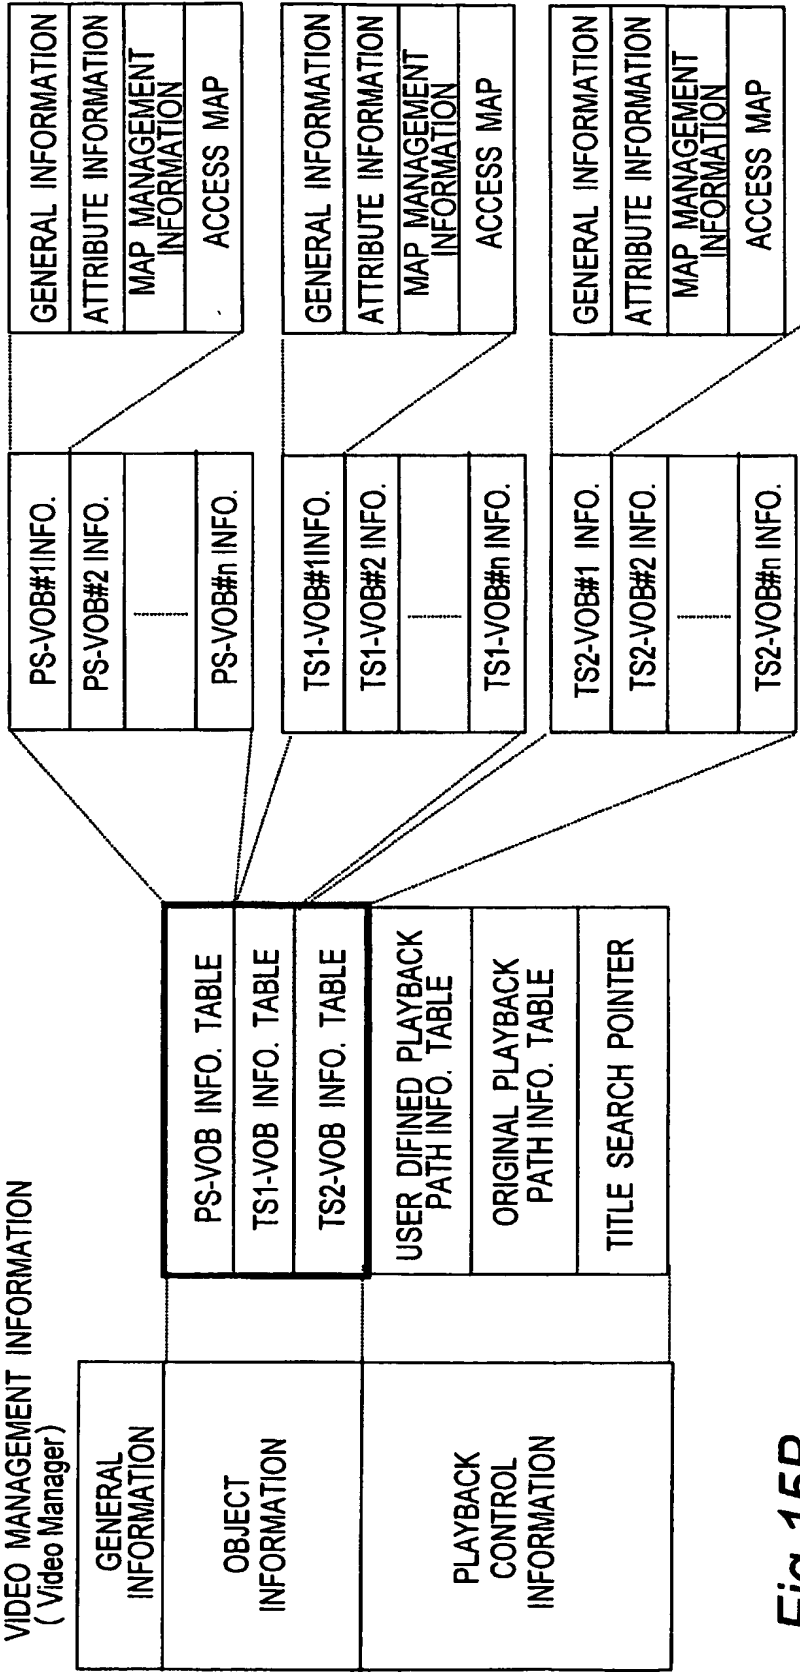 VIDEO MANAGEMENT INFORMATION
( Video Manager)
GENERAL
INFORMATION
OBJECT
INFORMATION
PLAYBACK
CONTROL
INFORMATION
PS-VOB INFO. TABLE
TS1-VOB INFO. TABLE
TS2-VOB INFO. TABLE
USER DIFINED PLAYBACK
PATH INFO. TABLE
ORIGINAL PLAYBACK
PATH INFO. TABLE
TITLE SEARCH POINTER
PS-VOB#1INFO.
PS-VOB#2 INFO.
PS-VOB#n INFO.
TS1-VOB#1INFO.
TS1-VOB#2 INFO.
TS1-VOB#n INFO.
TS2-VOB#1 INFO.
TS2-VOB#2 INFO.
TS2-VOB#n INFO.
GENERAL INFORMATION
ATTRIBUTE INFORMATION
MAP MANAGEMENT
INFORMATION
ACCESS MAP
GENERAL INFORMATION
ATTRIBUTE INFORMATION
MAP MANAGEMENT
INFORMATION
ACCESS MAP
GENERAL INFORMATION
ATTRIBUTE INFORMATION
MAP MANAGEMENT
INFORMATION
ACCESS MAP